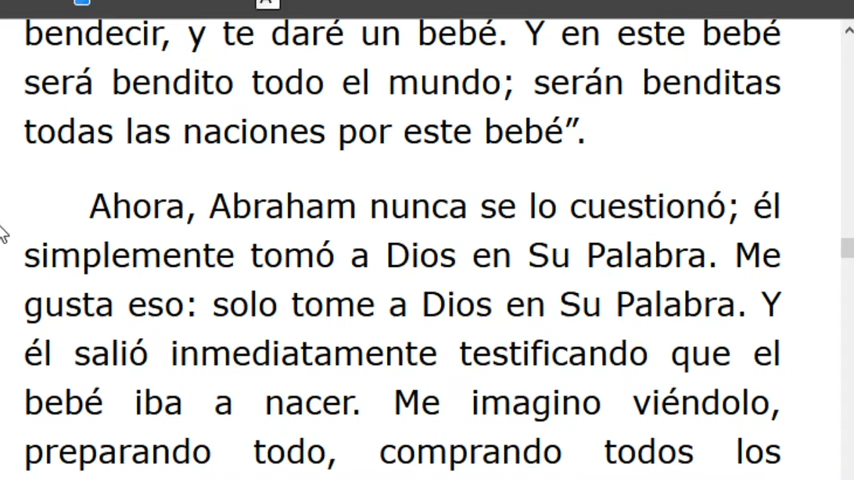 bendecir, y te daré un bebé. Y en este bebé
será bendito todo el mundo; serán benditas
todas las naciones por este bebé”.
Ahora, Abraham nunca se lo cuestionó; él
simplemente tomó a Dios en Su Palabra. Me
gusta eso: solo tome a Dios en Su Palabra. Y
él salió inmediatamente testificando que el
bebé iba a nacer. Me imagino viéndolo,
preparando todo, comprando todos los